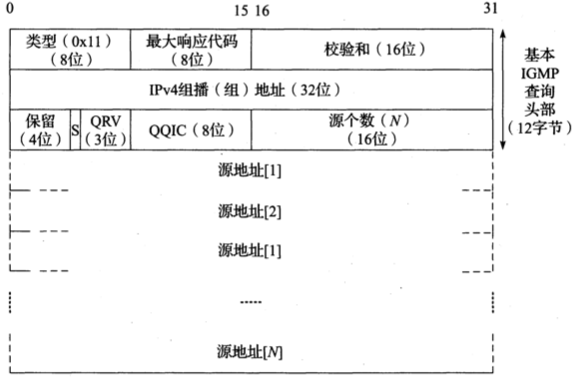 0 15 16 31
类型（0x11） 最大响应代码 校验和（16位）
（8位） （8位）
IPv4组播（组）地址（32位）
保留 S QRV QQIC（8位） 源个数（N）
（4位） （3位） （16位）
源地址[1]
源地址[2]
源地址[1]
源地址[N]
基本
IGMP
查询
头部
（12字节）